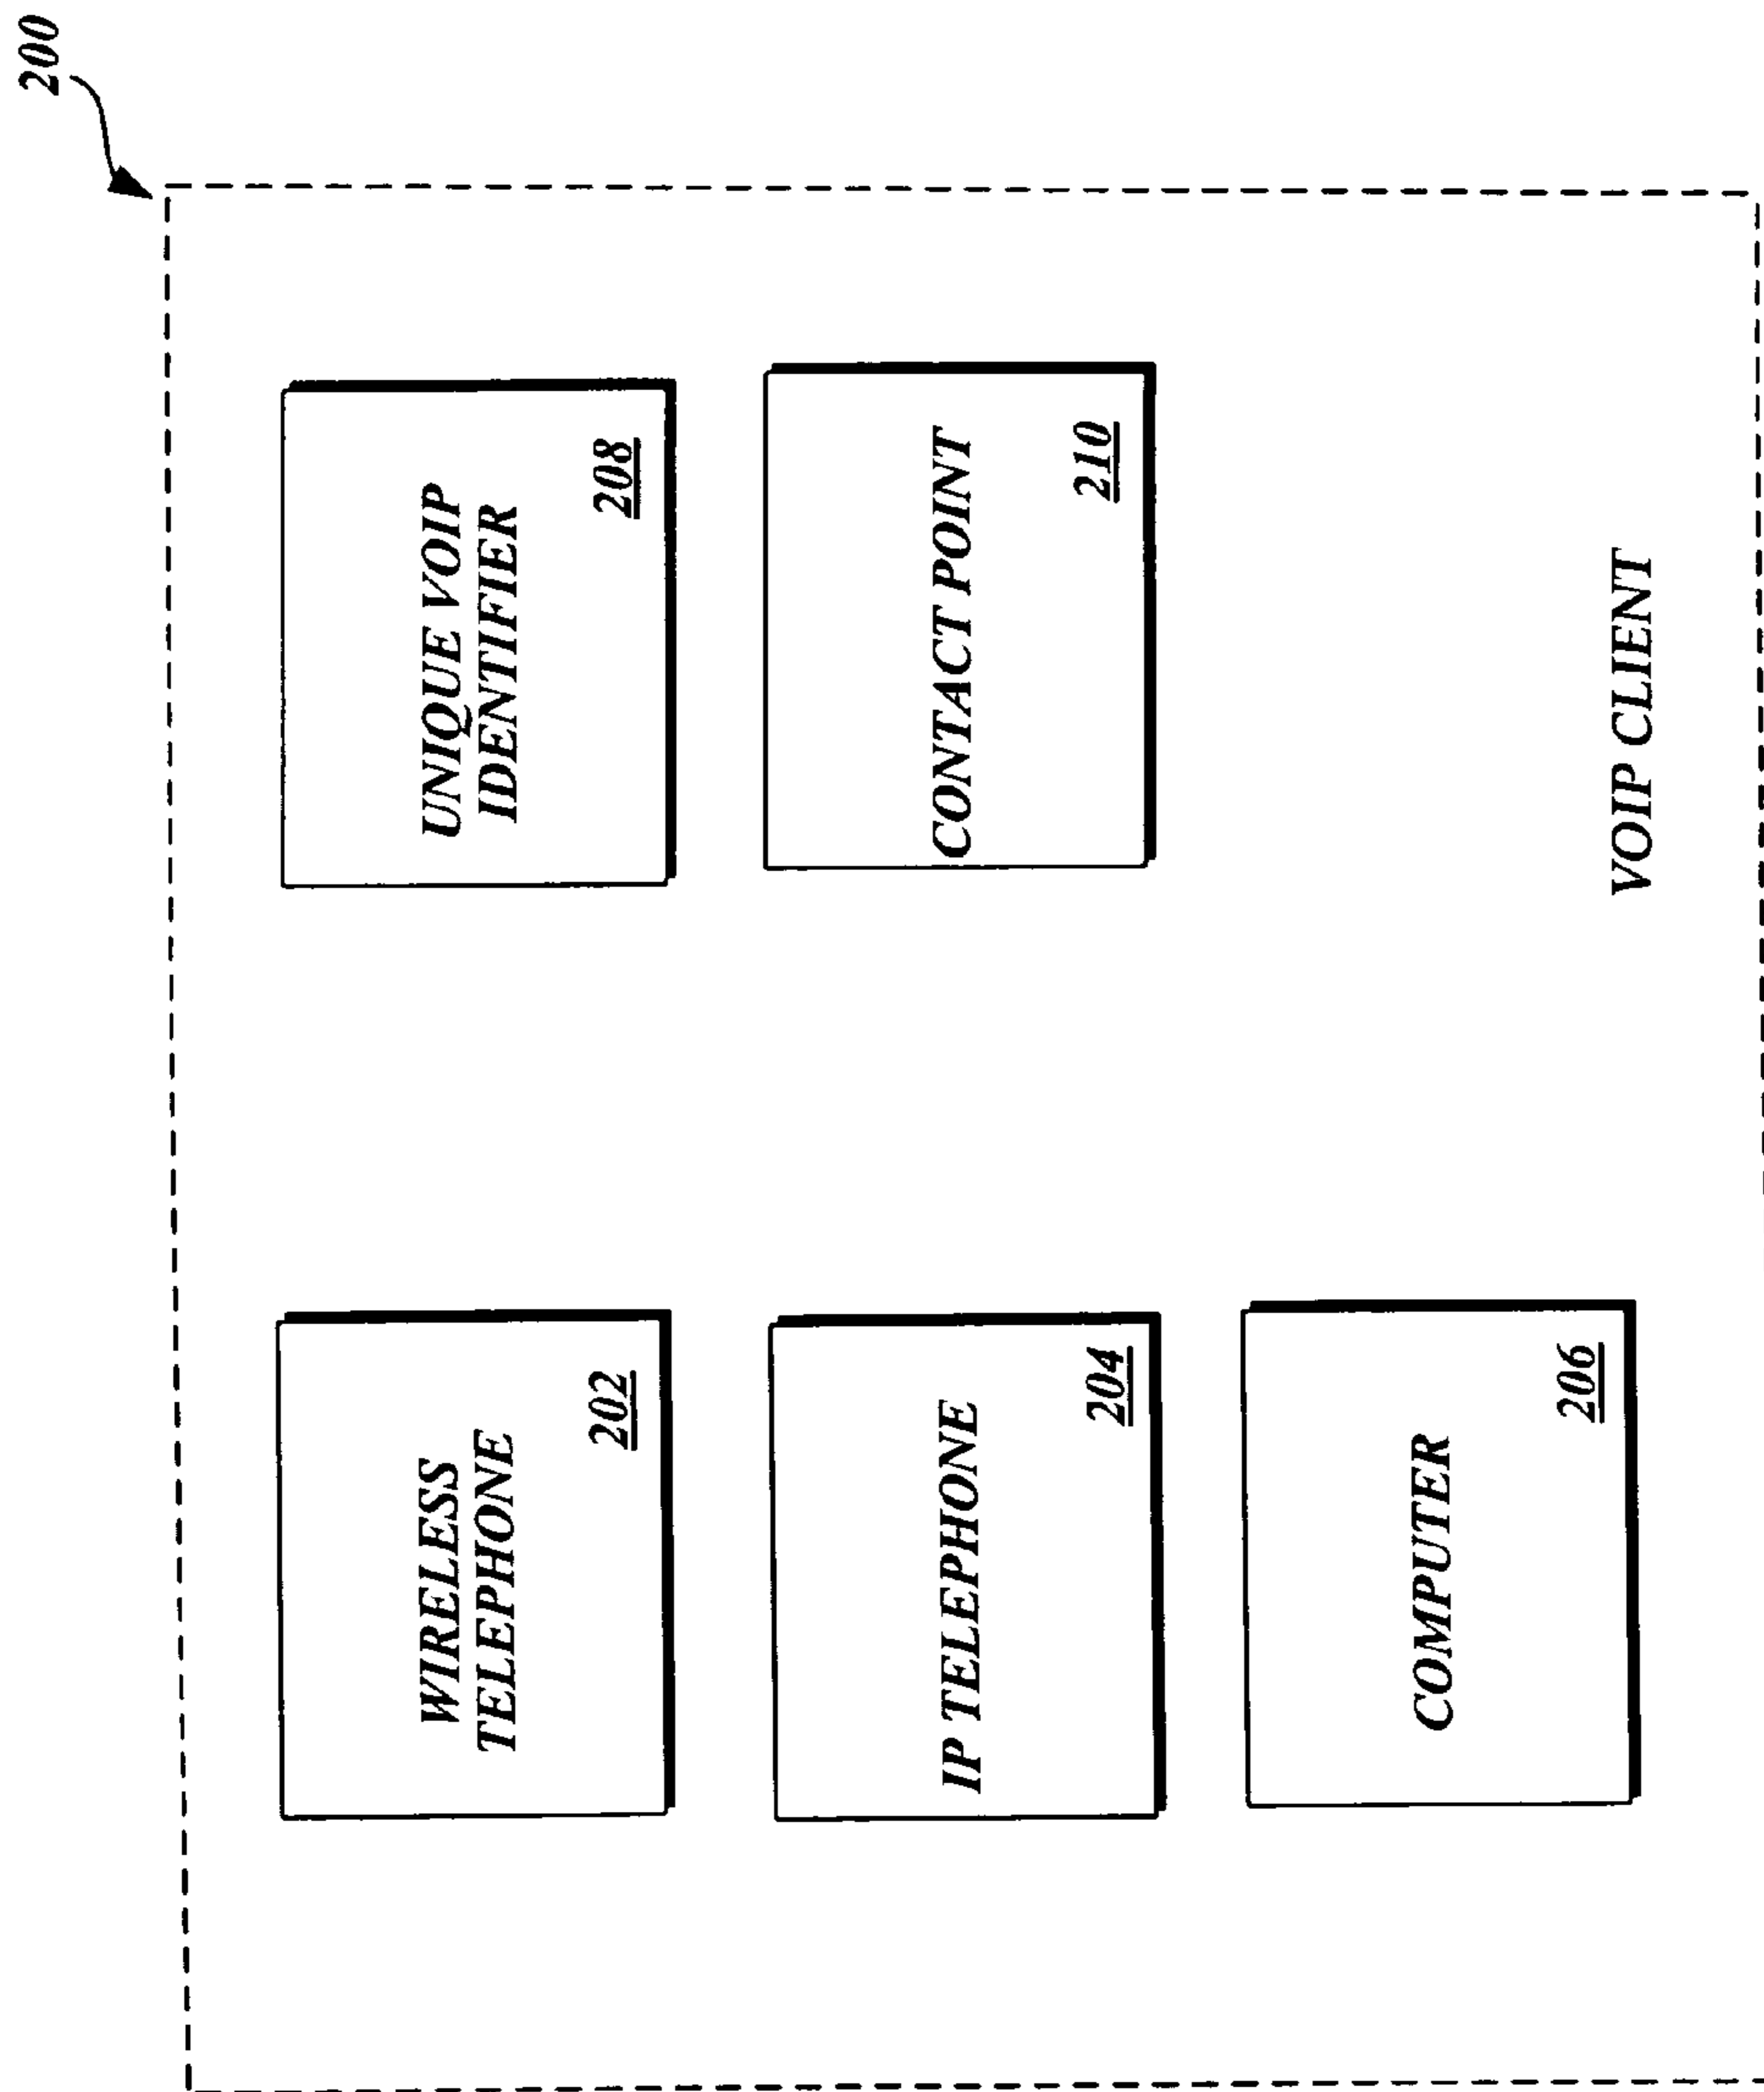 200
WIRELESS
TELEPHONE
202
UNIQUE VOIP
IDENTIFIER
208
IP TELEPHONE
204
CONTACT POINT
210
COMPUTER
206
VOIP CLIENT